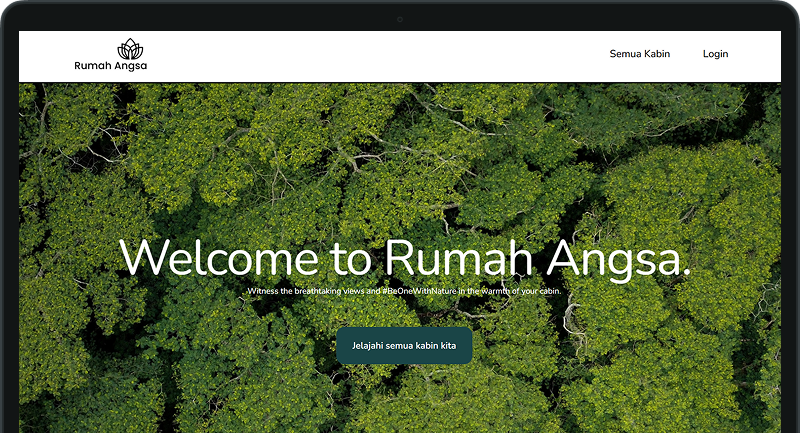 Rumah Angsa
Semua Kabin
Login
Welcome to Rumah Angsa.
Witness the breathtaking views and #BeOneWithNature in the warmth of your cabin.
Jelajahi semua kabin kita